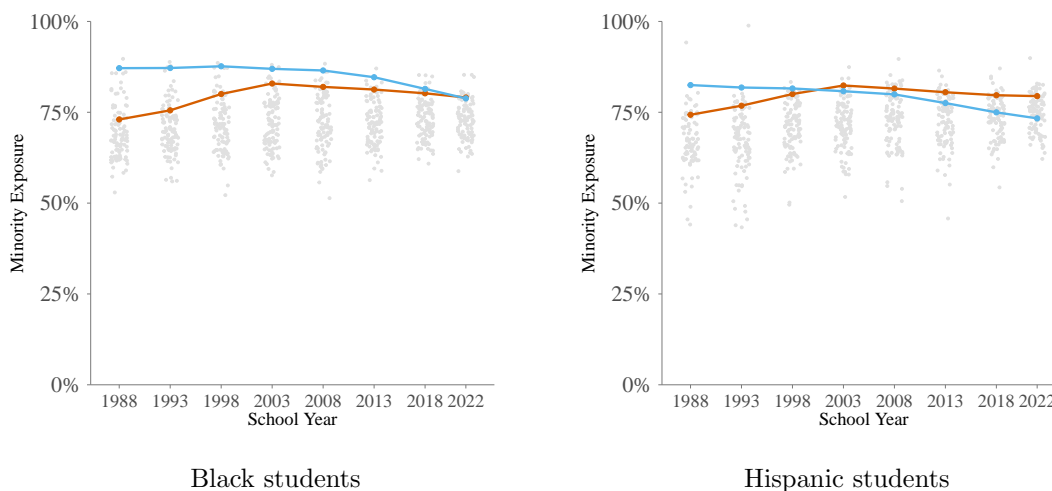 Minority Exposure
100%
75%
50%
25%
0%
1988 1993 1998 2003 2008 2013 2018 2022
School Year
Black students
Minority Exposure
100%
75%
50%
25%
0%
1988 1993 1998 2003 2008 2013 2018 2022
School Year
Hispanic students